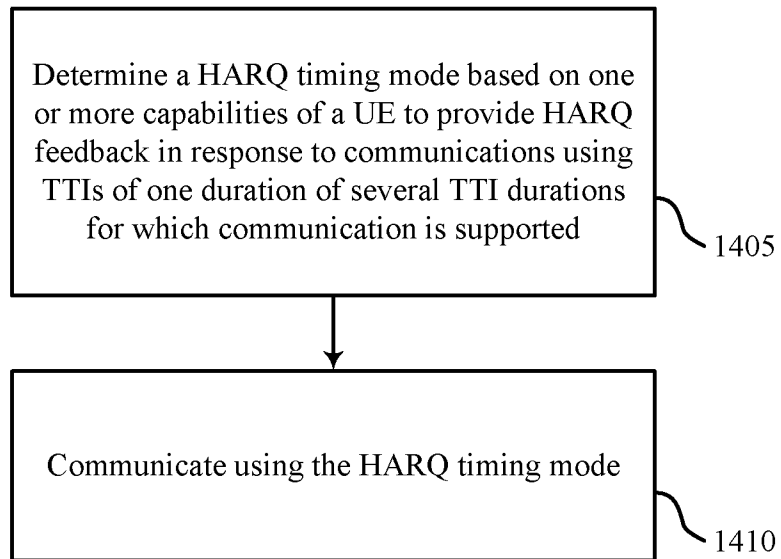 Determine a HARQ timing mode based on one
or more capabilities of a UE to provide HARQ
feedback in response to communications using
TTIs of one duration of several TTI durations
for which communication is supported
1405
Communicate using the HARQ timing mode
1410